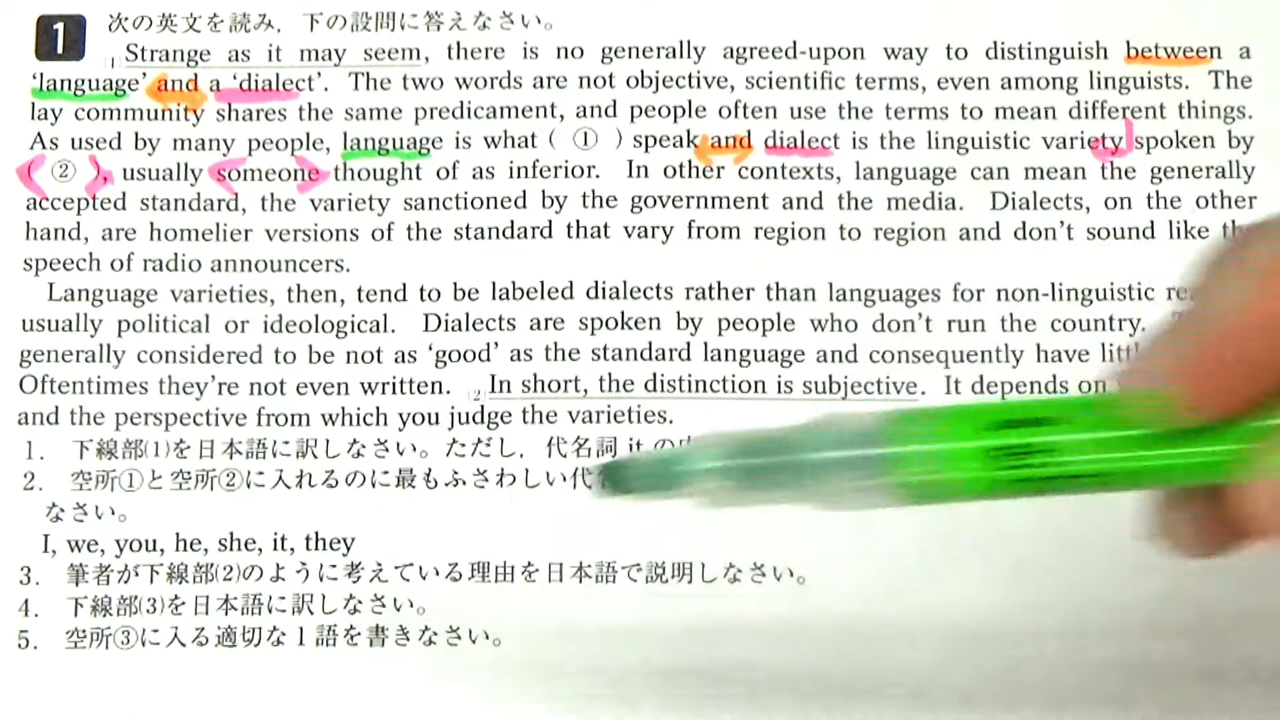 1 次の英文を読み，下の設問に答えなさい。
(1)Strange as it may seem, there is no generally agreed-upon way to distinguish between a
‘language’ and a ‘dialect’. The two words are not objective, scientific terms, even among linguists. The
lay community shares the same predicament, and people often use the terms to mean different things.
As used by many people, language is what ( ① ) speak and dialect is the linguistic variety spoken by
( ② ), usually someone thought of as inferior. In other contexts, language can mean the generally
accepted standard, the variety sanctioned by the government and the media. Dialects, on the other
hand, are homelier versions of the standard that vary from region to region and don’t sound like the
speech of radio announcers.
Language varieties, then, tend to be labeled dialects rather than languages for non-linguistic
usually political or ideological. Dialects are spoken by people who don’t run the country.
generally considered to be not as ‘good’ as the standard language and consequently have
Oftentimes they’re not even written. (2)In short, the distinction is subjective. It depends on
and the perspective from which you judge the varieties.
1. 下線部(1)を日本語に訳しなさい。ただし，代名詞 it の
2. 空所①と空所②に入れるのに最もふさわしい代
なさい。
I, we, you, he, she, it, they
3. 筆者が下線部(2)のように考えている理由を日本語で説明しなさい。
4. 下線部(3)を日本語に訳しなさい。
5. 空所③に入る適切な1語を書きなさい。